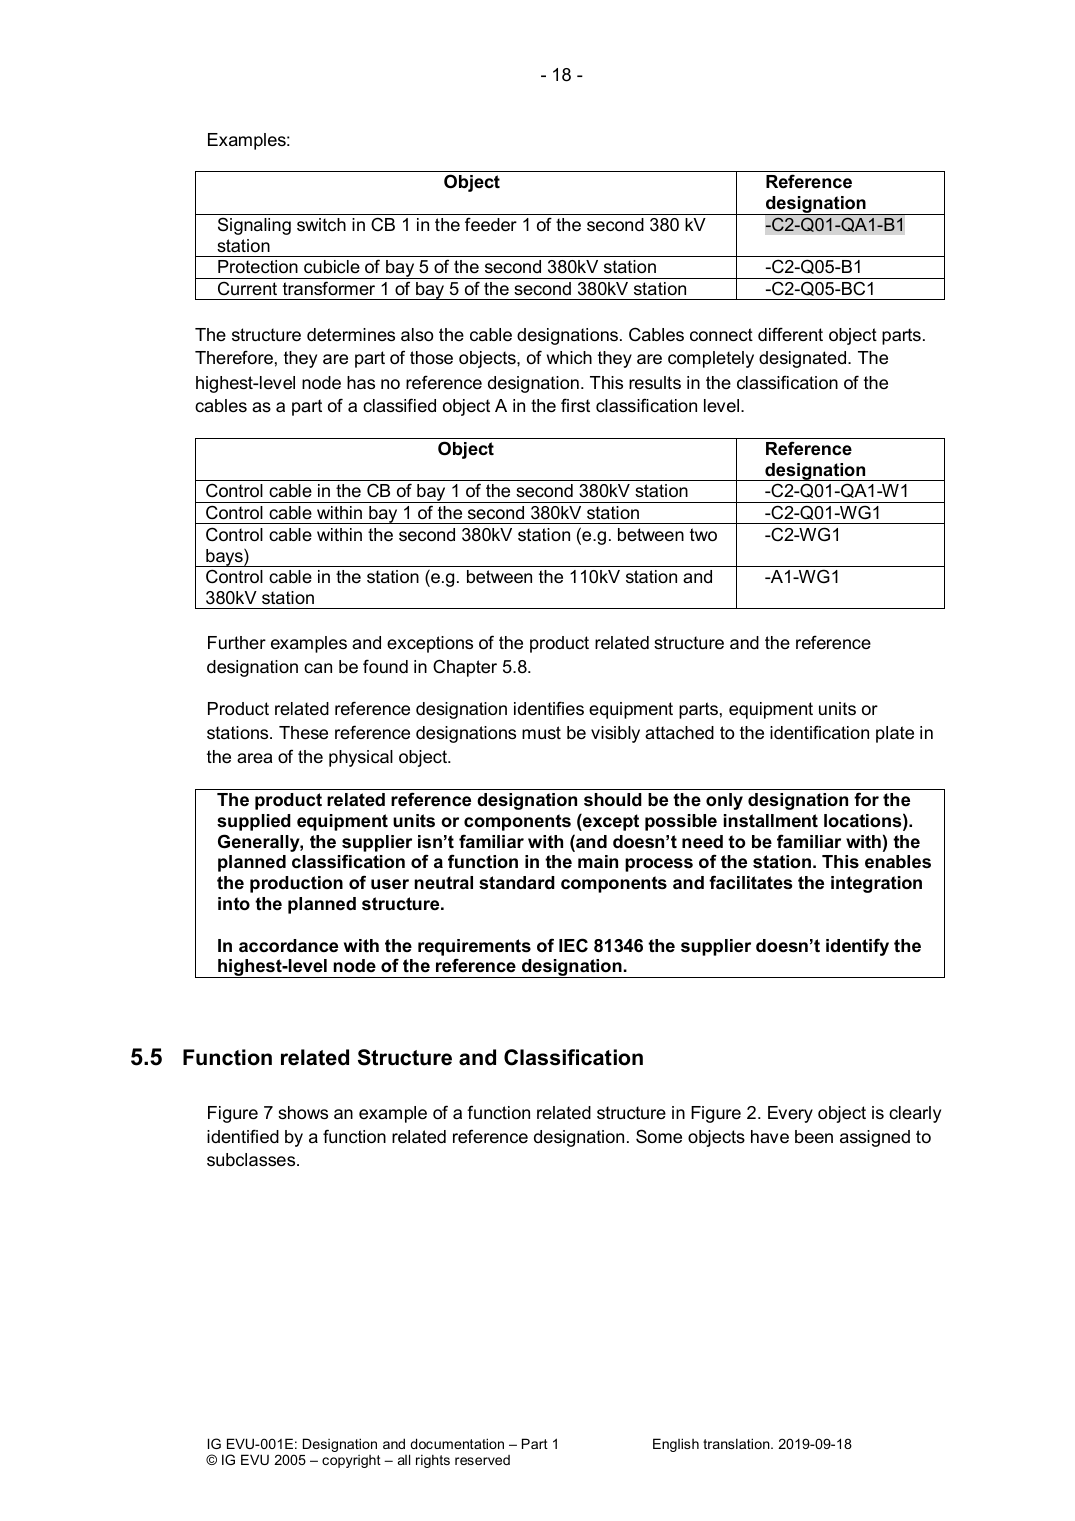 - 18 -
Examples:
Object
Reference
designation
Signaling switch in CB 1 in the feeder 1 of the second 380 kV
station
-C2-Q01-QA1-B1
Protection cubicle of bay 5 of the second 380kV station
-C2-Q05-B1
Current transformer 1 of bay 5 of the second 380kV station
-C2-Q05-BC1
The structure determines also the cable designations. Cables connect different object parts.
Therefore, they are part of those objects, of which they are completely designated. The
highest-level node has no reference designation. This results in the classification of the
cables as a part of a classified object A in the first classification level.
Object
Reference
designation
Control cable in the CB of bay 1 of the second 380kV station
-C2-Q01-QA1-W1
Control cable within bay 1 of the second 380kV station
-C2-Q01-WG1
Control cable within the second 380kV station (e.g. between two
bays)
-C2-WG1
Control cable in the station (e.g. between the 110kV station and
380kV station
-A1-WG1
Further examples and exceptions of the product related structure and the reference
designation can be found in Chapter 5.8.
Product related reference designation identifies equipment parts, equipment units or
stations. These reference designations must be visibly attached to the identification plate in
the area of the physical object.
The product related reference designation should be the only designation for the
supplied equipment units or components (except possible installment locations).
Generally, the supplier isn’t familiar with (and doesn’t need to be familiar with) the
planned classification of a function in the main process of the station. This enables
the production of user neutral standard components and facilitates the integration
into the planned structure.
In accordance with the requirements of IEC 81346 the supplier doesn’t identify the
highest-level node of the reference designation.
5.5 Function related Structure and Classification
Figure 7 shows an example of a function related structure in Figure 2. Every object is clearly
identified by a function related reference designation. Some objects have been assigned to
subclasses.
IG EVU-001E: Designation and documentation – Part 1 English translation. 2019-09-18
© IG EVU 2005 – copyright – all rights reserved